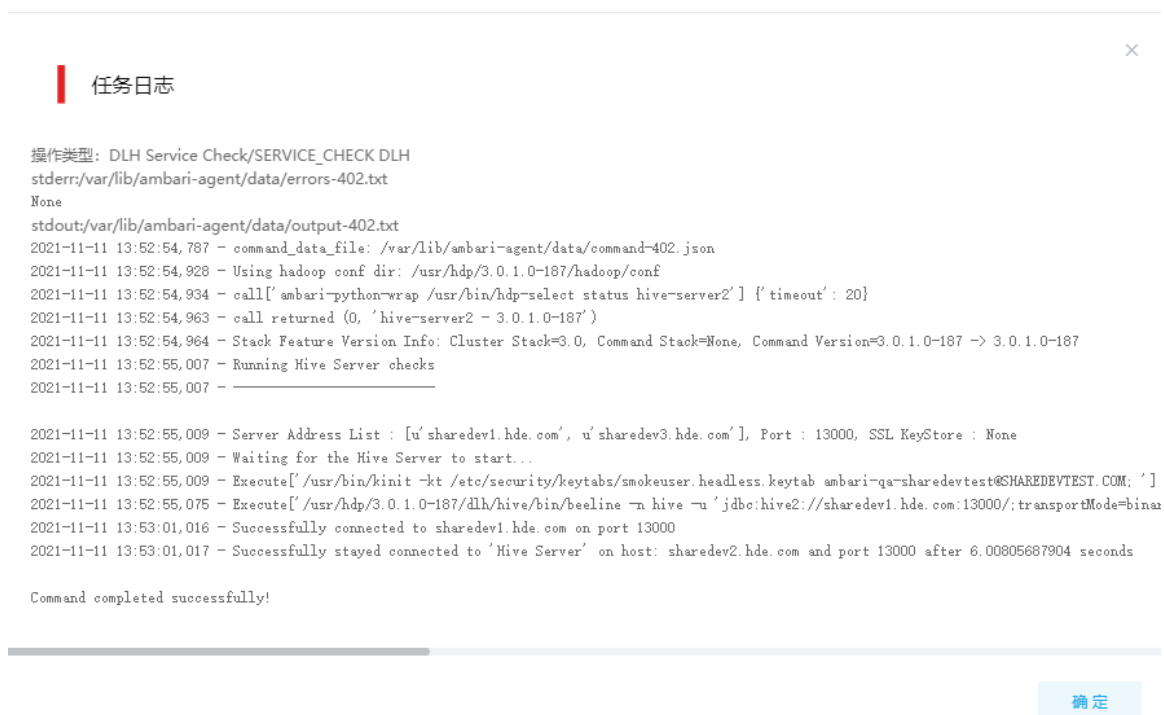 任务日志
操作类型：DLH Service Check/SERVICE_CHECK DLH
stderr:/var/lib/ambari-agent/data/errors-402.txt
None
stdout:/var/lib/ambari-agent/data/output-402.txt
2021-11-11 13:52:54,787 - command_data_file: /var/lib/ambari-agent/data/command-402.json
2021-11-11 13:52:54,928 - Using hadoop conf dir: /usr/hdp/3.0.1.0-187/hadoop/conf
2021-11-11 13:52:54,934 - call['ambari-python-wrap /usr/bin/hdp-select status hive-server2'] {'timeout': 20}
2021-11-11 13:52:54,963 - call returned (0, 'hive-server2 - 3.0.1.0-187')
2021-11-11 13:52:54,964 - Stack Feature Version Info: Cluster Stack=3.0, Command Stack=None, Command Version=3.0.1.0-187 -> 3.0.1.0-187
2021-11-11 13:52:55,007 - Running Hive Server checks
2021-11-11 13:52:55,007 - ————————————
2021-11-11 13:52:55,009 - Server Address List : [u'sharedev1.hde.com', u'sharedev3.hde.com'], Port : 13000, SSL KeyStore : None
2021-11-11 13:52:55,009 - Waiting for the Hive Server to start...
2021-11-11 13:52:55,009 - Execute['/usr/bin/kinit -kt /etc/security/keytabs/smokeuser.headless.keytab ambari-qa-sharedevtest@SHAREDEVTEST.COM; ']
2021-11-11 13:52:55,075 - Execute['/usr/hdp/3.0.1.0-187/dlh/hive/bin/beeline -n hive -u 'jdbc:hive2://sharedev1.hde.com:13000/;transportMode=binar
2021-11-11 13:53:01,016 - Successfully connected to sharedev1.hde.com on port 13000
2021-11-11 13:53:01,017 - Successfully stayed connected to 'Hive Server' on host: sharedev2.hde.com and port 13000 after 6.00805687904 seconds
Command completed successfully!
确定